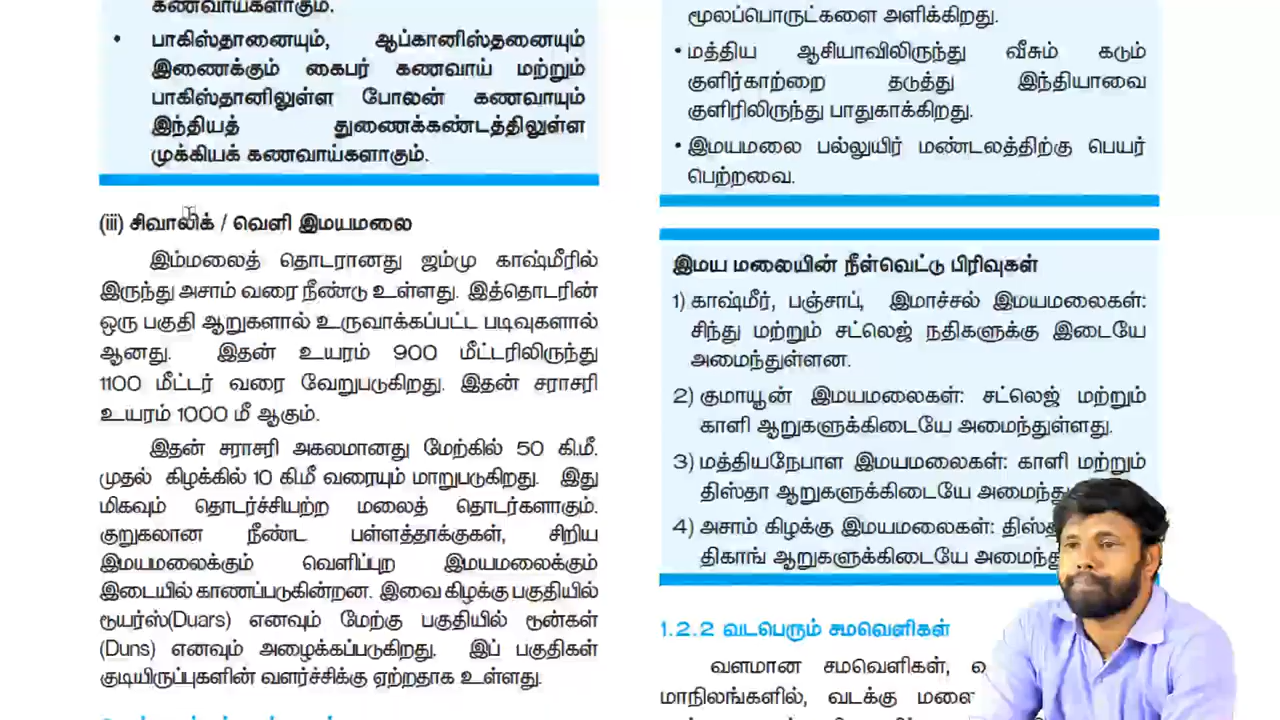 கணவாய்களாகும்.
• பாகிஸ்தானையும், ஆப்கானிஸ்தனையும்
இணைக்கும் கைபர் கணவாய் மற்றும்
பாகிஸ்தானிலுள்ள போலன் கணவாயும்
இந்தியத் துணைக்கண்டத்திலுள்ள
முக்கியக் கணவாய்களாகும்.
(iii) சிவாலிக் / வெளி இமயமலை
இம்மலைத் தொடரானது ஜம்மு காஷ்மீரில்
இருந்து அசாம் வரை நீண்டு உள்ளது. இத்தொடரின்
ஒரு பகுதி ஆறுகளால் உருவாக்கப்பட்ட படிவுகளால்
ஆனது. இதன் உயரம் 900 மீட்டரிலிருந்து
1100 மீட்டர் வரை வேறுபடுகிறது. இதன் சராசரி
உயரம் 1000 மீ ஆகும்.
இதன் சராசரி அகலமானது மேற்கில் 50 கி.மீ.
முதல் கிழக்கில் 10 கி.மீ வரையும் மாறுபடுகிறது. இது
மிகவும் தொடர்ச்சியற்ற மலைத் தொடர்களாகும்.
குறுகலான நீண்ட பள்ளத்தாக்குகள், சிறிய
இமயமலைக்கும் வெளிப்புற இமயமலைக்கும்
இடையில் காணப்படுகின்றன. இவை கிழக்கு பகுதியில்
டூயர்ஸ்(Duars) எனவும் மேற்கு பகுதியில் டூன்கள்
(Duns) எனவும் அழைக்கப்படுகிறது. இப் பகுதிகள்
குடியிருப்புகளின் வளர்ச்சிக்கு ஏற்றதாக உள்ளது.
மூலப்பொருட்களை அளிக்கிறது.
• மத்திய ஆசியாவிலிருந்து வீசும் கடும்
குளிர்காற்றை தடுத்து இந்தியாவை
குளிரிலிருந்து பாதுகாக்கிறது.
• இமயமலை பல்லுயிர் மண்டலத்திற்கு பெயர்
பெற்றவை.
இமய மலையின் நீள்வெட்டு பிரிவுகள்
1) காஷ்மீர், பஞ்சாப், இமாச்சல் இமயமலைகள்:
சிந்து மற்றும் சட்லெஜ் நதிகளுக்கு இடையே
அமைந்துள்ளன.
2) குமாயூன் இமயமலைகள்: சட்லெஜ் மற்றும்
காளி ஆறுகளுக்கிடையே அமைந்துள்ளது.
3) மத்தியநேபாள இமயமலைகள்: காளி மற்றும்
திஸ்தா ஆறுகளுக்கிடையே
4) அசாம் கிழக்கு இமயமலைகள்:
திகாங் ஆறுகளுக்கிடையே
1.2.2 வடபெரும் சமவெளிகள்
வளமான சமவெளிகள்,
மாநிலங்களில், வடக்கு